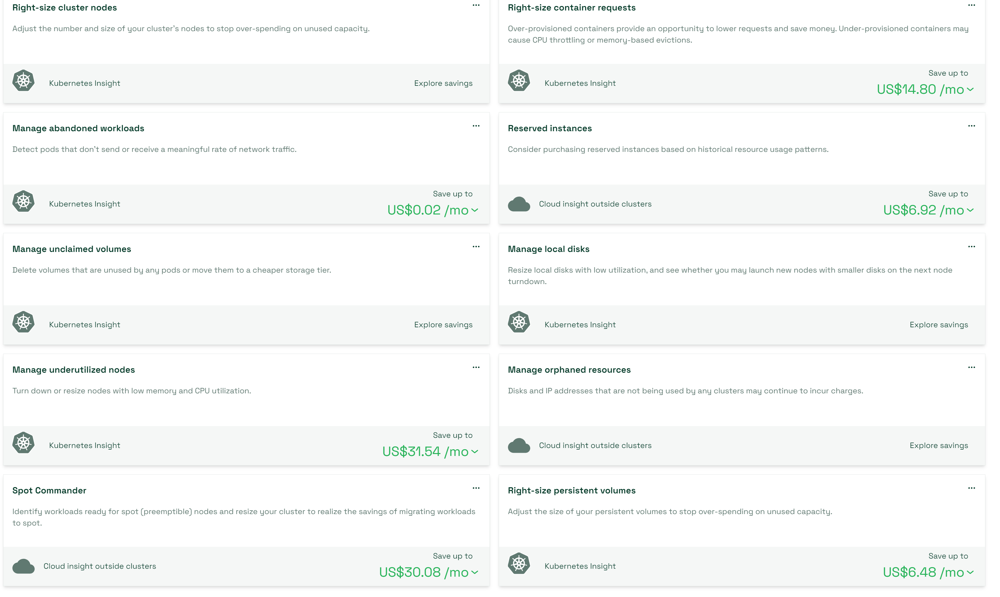 Right-size cluster nodes
Adjust the number and size of your cluster's nodes to stop over-spending on unused capacity.
Kubernetes Insight
Explore savings
Right-size container requests
Over-provisioned containers provide an opportunity to lower requests and save money. Under-provisioned containers may
cause CPU throttling or memory-based evictions.
Kubernetes Insight
Save up to
US$14.80 /mo
Manage abandoned workloads
Detect pods that don't send or receive a meaningful rate of network traffic.
Kubernetes Insight
Save up to
US$0.02 /mo
Reserved instances
Consider purchasing reserved instances based on historical resource usage patterns.
Cloud insight outside clusters
Save up to
US$6.92 /mo
Manage unclaimed volumes
Delete volumes that are unused by any pods or move them to a cheaper storage tier.
Kubernetes Insight
Explore savings
Manage local disks
Resize local disks with low utilization, and see whether you may launch new nodes with smaller disks on the next node
turndown.
Kubernetes Insight
Explore savings
Manage underutilized nodes
Turn down or resize nodes with low memory and CPU utilization.
Kubernetes Insight
Save up to
US$31.54 /mo
Manage orphaned resources
Disks and IP addresses that are not being used by any clusters may continue to incur charges.
Cloud insight outside clusters
Explore savings
Spot Commander
Identify workloads ready for spot (preemptible) nodes and resize your cluster to realize the savings of migrating workloads
to spot.
Cloud insight outside clusters
Save up to
US$30.08 /mo
Right-size persistent volumes
Adjust the size of your persistent volumes to stop over-spending on unused capacity.
Kubernetes Insight
Save up to
US$6.48 /mo